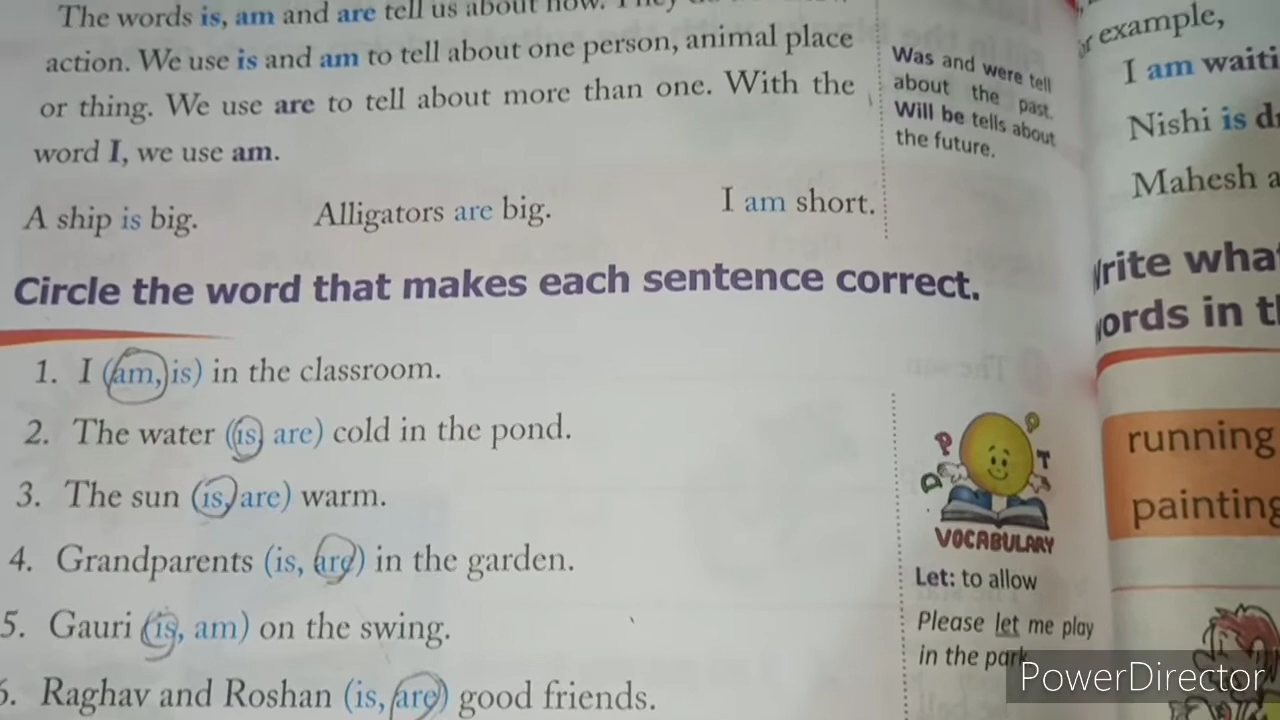 The words is, am and are tell us about now. They
action. We use is and am to tell about one person, animal place
or thing. We use are to tell about more than one. With the
word I, we use am.
A ship is big. Alligators are big. I am short.
Was and were tell
about the past.
Will be tells about
the future.
Circle the word that makes each sentence correct.
1. I (am, is) in the classroom.
2. The water (is, are) cold in the pond.
3. The sun (is, are) warm.
4. Grandparents (is, are) in the garden.
5. Gauri (is, am) on the swing.
6. Raghav and Roshan (is, are) good friends.
VOCABULARY
Let: to allow
Please let me play
in the park
example,
I am waiti
Nishi is
Mahesh a
Write wha
words in
running
painting
PowerDirector